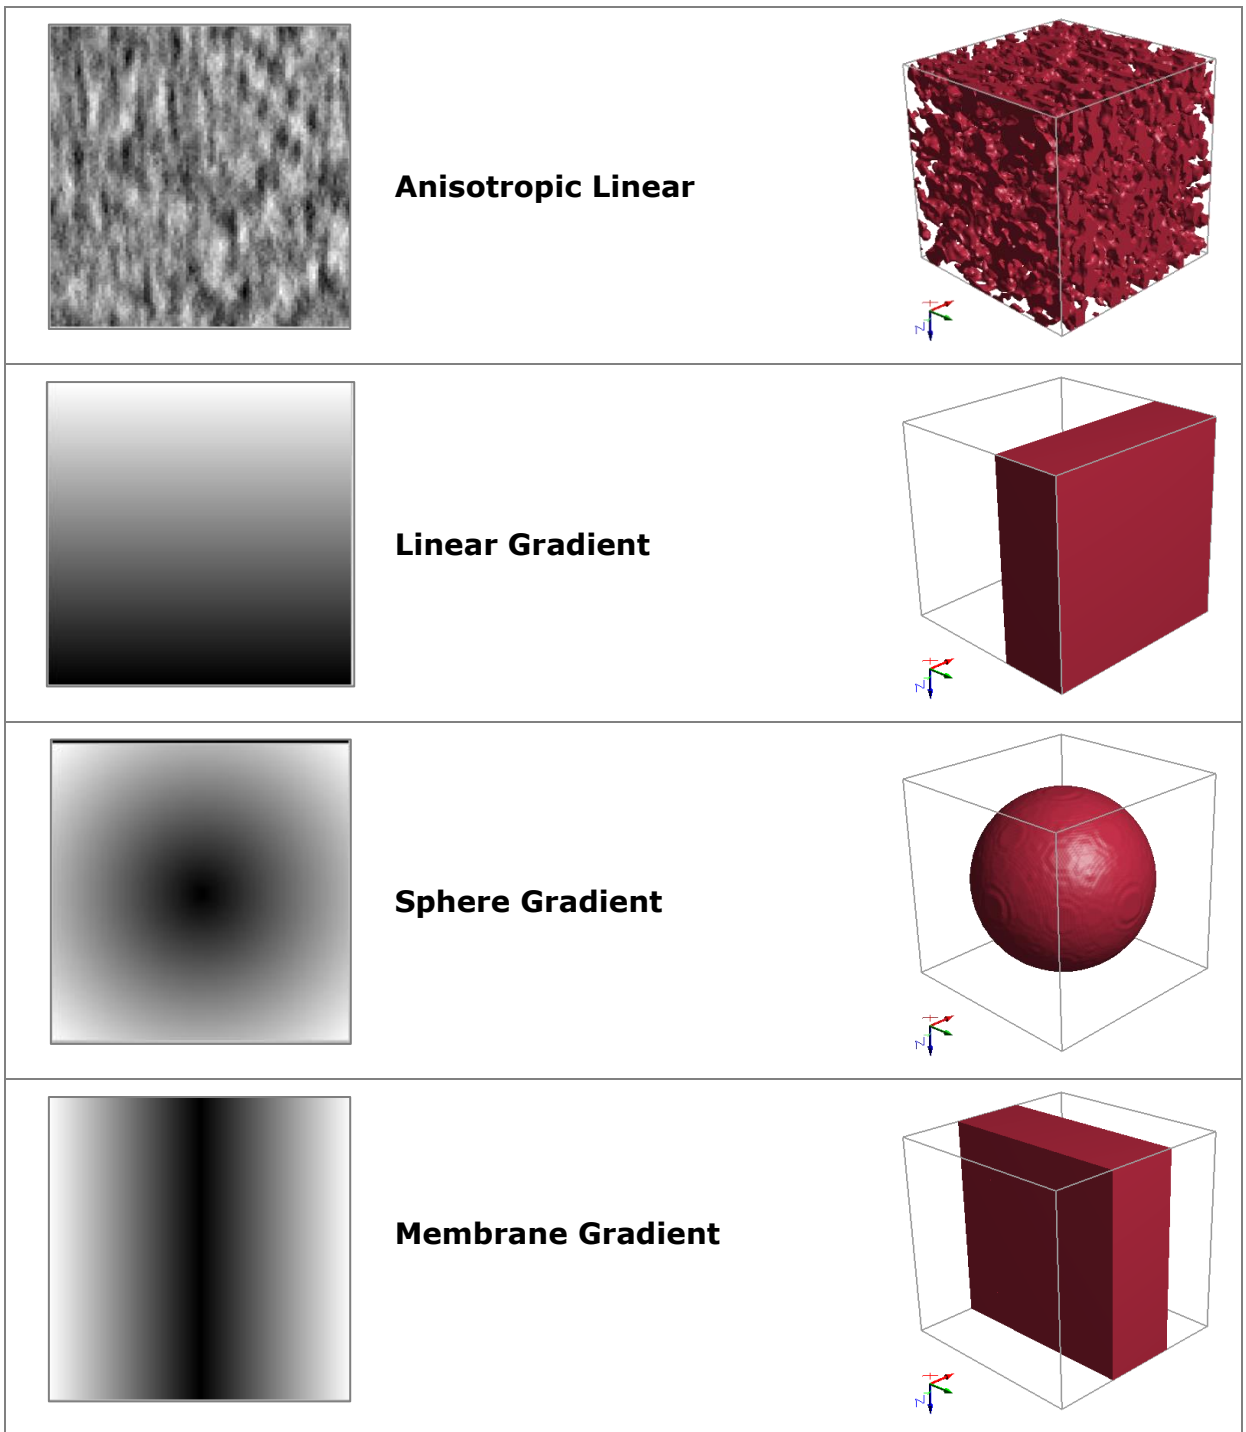 Anisotropic Linear
Z
Linear Gradient
Z
Sphere Gradient
Z
Membrane Gradient
Z